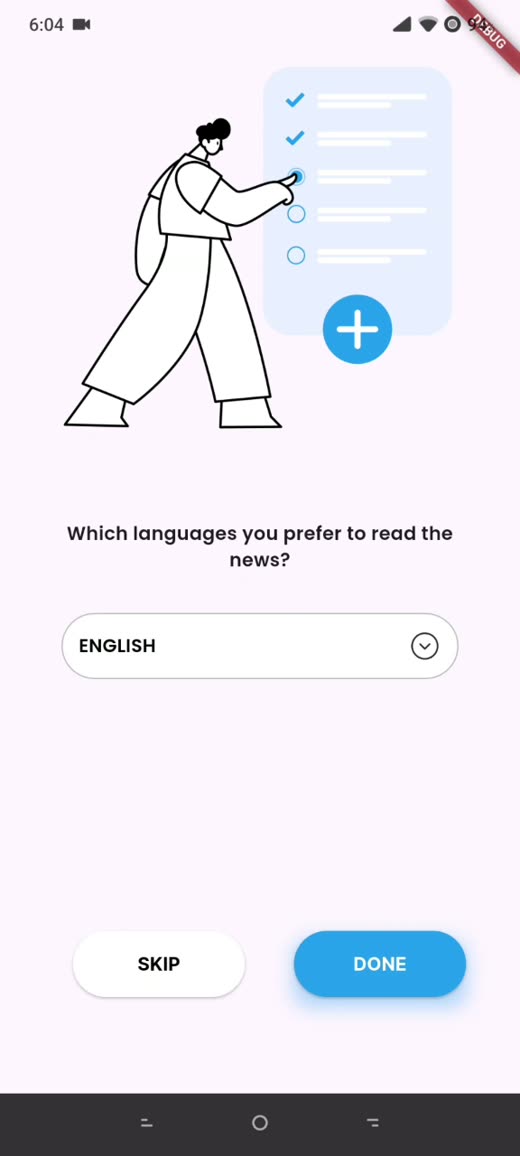 6:04
DEBUG
Which languages you prefer to read the
news?
ENGLISH
SKIP
DONE